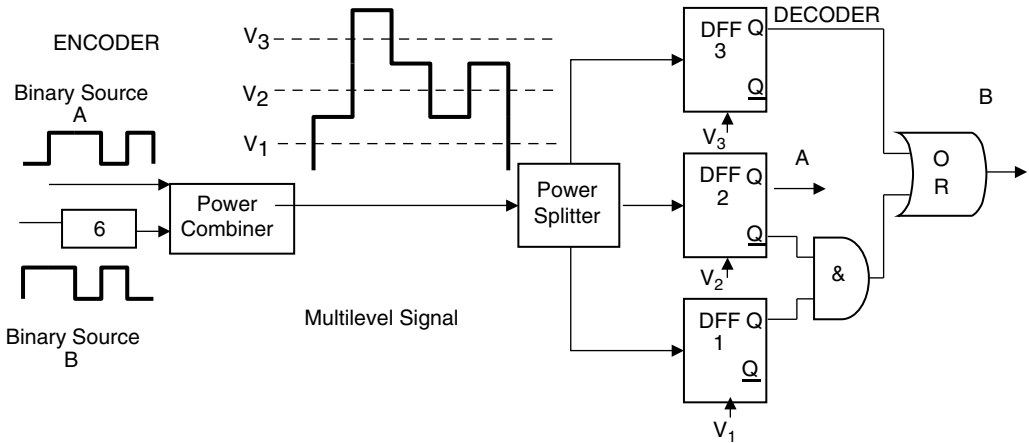 ENCODER
Binary Source
A
6
Power
Combiner
Binary Source
B
V3
V2
V1
Multilevel Signal
Power
Splitter
DECODER
DFF Q
3
Q
V3
DFF Q
2
Q
V2
A
DFF Q
1
Q
V1
&
O
R
B